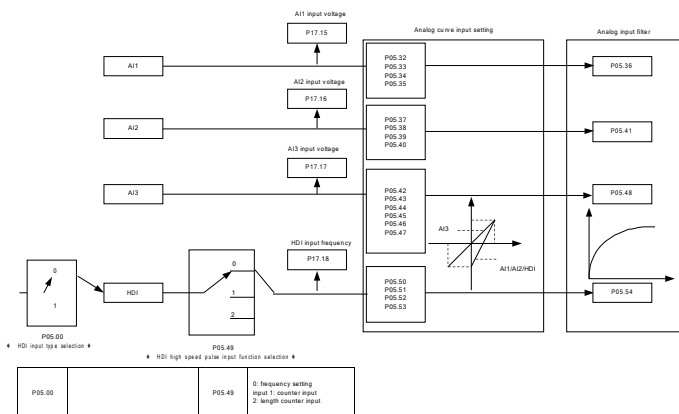 AI1 input voltage
P17.15
Analog curve input setting
Analog input filter
AI1
P05.32
P05.33
P05.34
P05.35
P05.36
AI2 input voltage
P17.16
AI2
P05.37
P05.38
P05.39
P05.40
P05.41
AI3 input voltage
P17.17
AI3
P05.42
P05.43
P05.44
P05.45
P05.46
P05.47
P05.48
AI3
AI1/AI2/HDI
HDI input frequency
P17.18
0
1
HDI
0
1
2
P05.50
P05.51
P05.52
P05.53
P05.54
P05.00
HDI input type selection
P05.49
HDI high speed pulse input function selection
P05.00
P05.49
0: frequency setting
input 1: counter input
2: length counter input